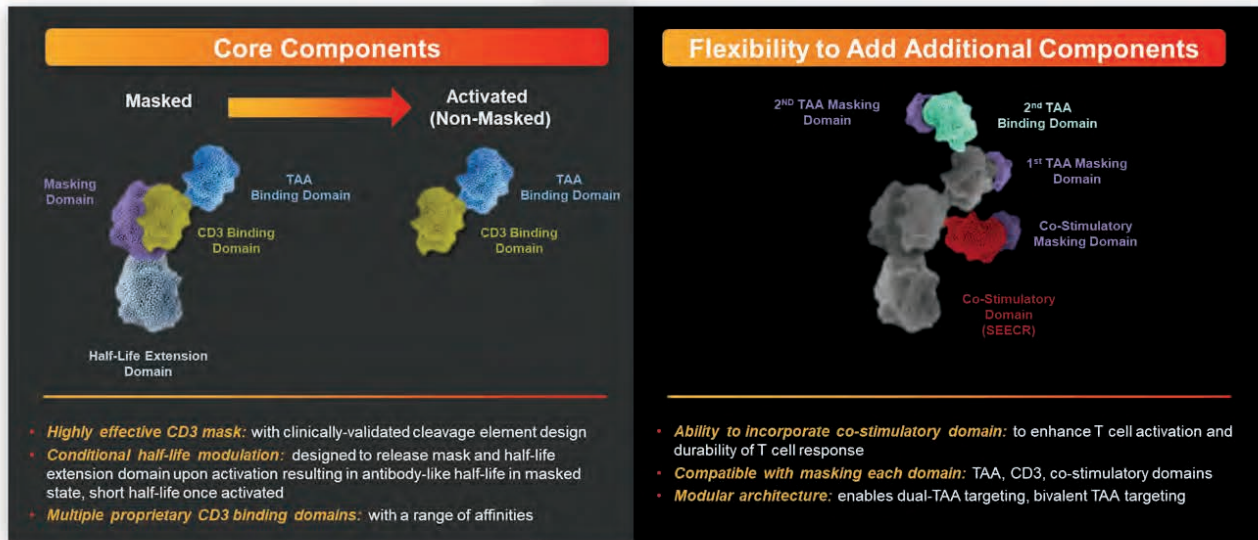 Core Components
Masked
Activated
(Non-Masked)
Masking
Domain
TAA
Binding Domain
CD3 Binding
Domain
Half-Life Extension
Domain
TAA
Binding Domain
CD3 Binding
Domain
• Highly effective CD3 mask: with clinically-validated cleavage element design
• Conditional half-life modulation: designed to release mask and half-life
extension domain upon activation resulting in antibody-like half-life in masked
state, short half-life once activated
• Multiple proprietary CD3 binding domains: with a range of affinities
Flexibility to Add Additional Components
2ND TAA Masking
Domain
2nd TAA
Binding Domain
1st TAA Masking
Domain
Co-Stimulatory
Masking Domain
Co-Stimulatory
Domain
(SEECR)
• Ability to incorporate co-stimulatory domain: to enhance T cell activation and
durability of T cell response
• Compatible with masking each domain: TAA, CD3, co-stimulatory domains
• Modular architecture: enables dual-TAA targeting, bivalent TAA targeting